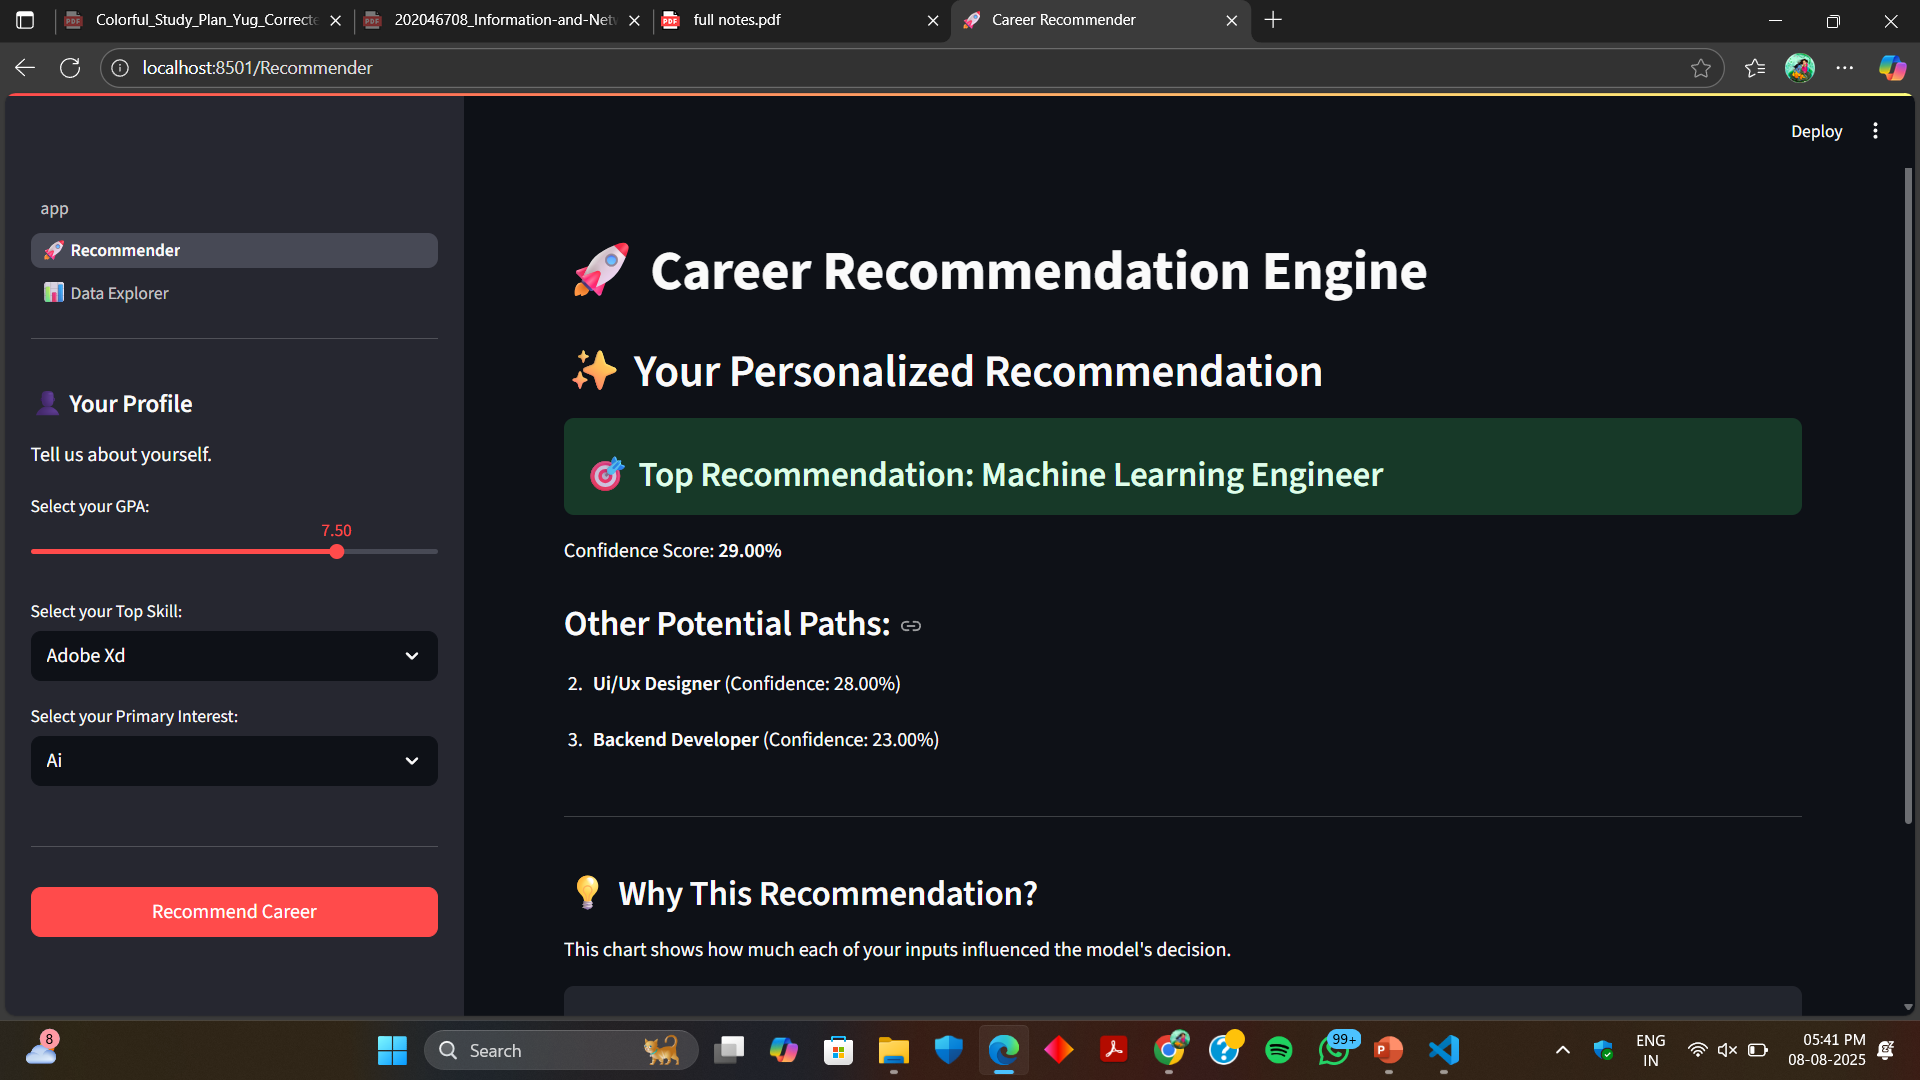 Colorful_Study_Plan_Yug_Correcte
202046708_Information-and-Netw
full notes.pdf
Career Recommender
localhost:8501/Recommender
Deploy
app
Recommender
Data Explorer
Your Profile
Tell us about yourself.
Select your GPA:
7.50
Select your Top Skill:
Adobe Xd
Select your Primary Interest:
Ai
Recommend Career
Career Recommendation Engine
Your Personalized Recommendation
Top Recommendation: Machine Learning Engineer
Confidence Score: 29.00%
Other Potential Paths:
2. Ui/Ux Designer (Confidence: 28.00%)
3. Backend Developer (Confidence: 23.00%)
Why This Recommendation?
This chart shows how much each of your inputs influenced the model's decision.
8
Search
99+
ENG
IN
05:41 PM
08-08-2025